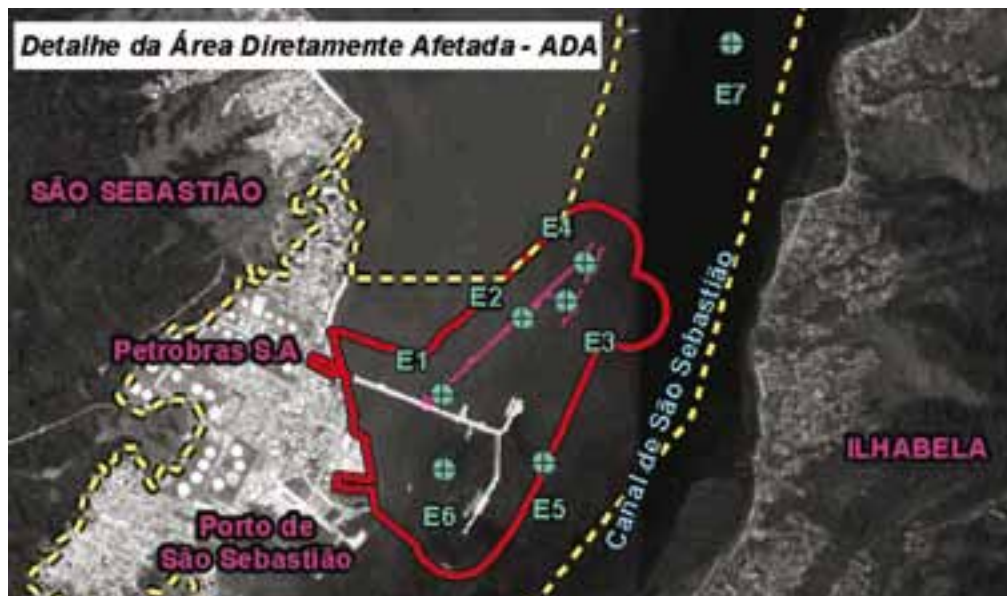 Detalhe da Área Diretamente Afetada - ADA
E7
SÃO SEBASTIÃO
E4
E2
E3
E1
Petrobras S.A
Canal de São Sebastião
ILHABELA
E6
E5
Porto de
São Sebastião